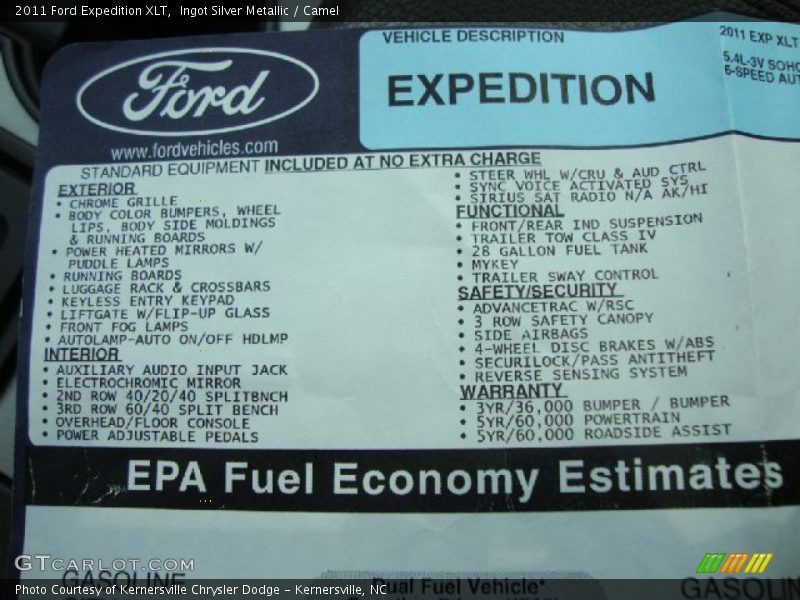 2011 Ford Expedition XLT, Ingot Silver Metallic / Camel
Ford
www.fordvehicles.com
VEHICLE DESCRIPTION
EXPEDITION
2011 EXP XLT
5.4L-3V SOHC
6-SPEED AUT
STANDARD EQUIPMENT INCLUDED AT NO EXTRA CHARGE
EXTERIOR
• CHROME GRILLE
• BODY COLOR BUMPERS, WHEEL
LIPS, BODY SIDE MOLDINGS
& RUNNING BOARDS
• POWER HEATED MIRRORS W/
PUDDLE LAMPS
• RUNNING BOARDS
• LUGGAGE RACK & CROSSBARS
• KEYLESS ENTRY KEYPAD
• LIFTGATE W/FLIP-UP GLASS
• FRONT FOG LAMPS
• AUTOLAMP-AUTO ON/OFF HDLMP
INTERIOR
• AUXILIARY AUDIO INPUT JACK
• ELECTROCHROMIC MIRROR
• 2ND ROW 40/20/40 SPLITBNCH
• 3RD ROW 60/40 SPLIT BENCH
• OVERHEAD/FLOOR CONSOLE
• POWER ADJUSTABLE PEDALS
• STEER WHL W/CRU & AUD CTRL
• SYNC VOICE ACTIVATED SYS
• SIRIUS SAT RADIO N/A AK/HI
FUNCTIONAL
• FRONT/REAR IND SUSPENSION
• TRAILER TOW CLASS IV
• 28 GALLON FUEL TANK
• MYKEY
• TRAILER SWAY CONTROL
SAFETY/SECURITY
• ADVANCETRAC W/RSC
• 3 ROW SAFETY CANOPY
• SIDE AIRBAGS
• 4-WHEEL DISC BRAKES W/ABS
• SECURILOCK/PASS ANTITHEFT
• REVERSE SENSING SYSTEM
WARRANTY
• 3YR/36,000 BUMPER / BUMPER
• 5YR/60,000 POWERTRAIN
• 5YR/60,000 ROADSIDE ASSIST
EPA Fuel Economy Estimates
GTCARLOT.COM
GASOLINE
Dual Fuel Vehicle*
GASOLIN
Photo Courtesy of Kernersville Chrysler Dodge – Kernersville, NC